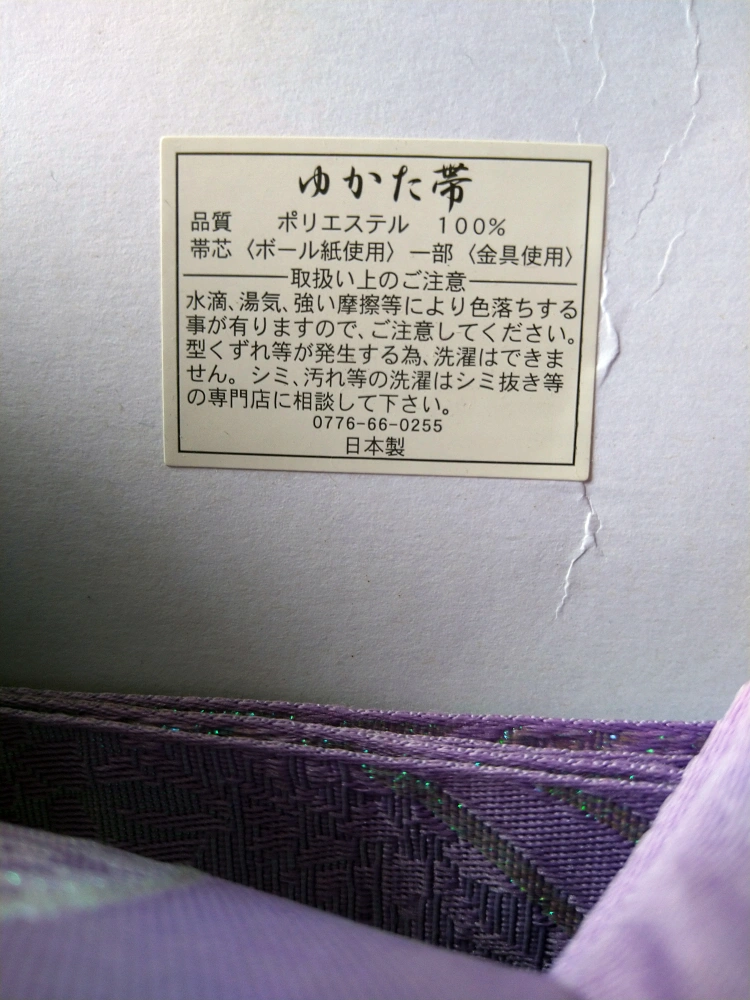 ゆかた帯
品質 ポリエステル 100%
帯芯〈ボール紙使用〉一部〈金具使用〉
取扱い上のご注意
水滴、湯気、強い摩擦等により色落ちする
事が有りますので、ご注意してください。
型くずれ等が発生する為、洗濯はできま
せん。シミ、汚れ等の洗濯はシミ抜き等
の専門店に相談して下さい。
0776-66-0255
日本製